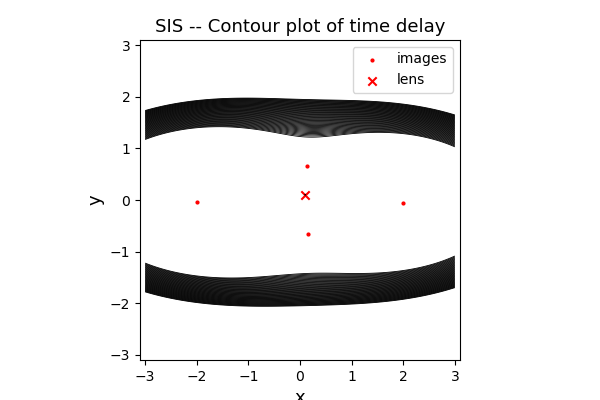 SIS -- Contour plot of time delay
images
lens
3
2
1
0
−1
−2
−3
y
−3 −2 −1 0 1 2 3
x